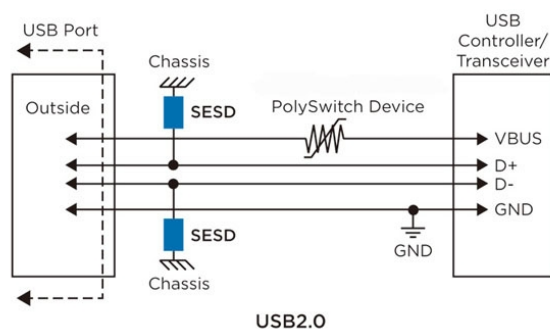 USB Port
USB
Controller/
Transceiver
Chassis
Outside
SESD
PolySwitch Device
VBUS
D+
D-
GND
SESD
GND
Chassis
USB2.0